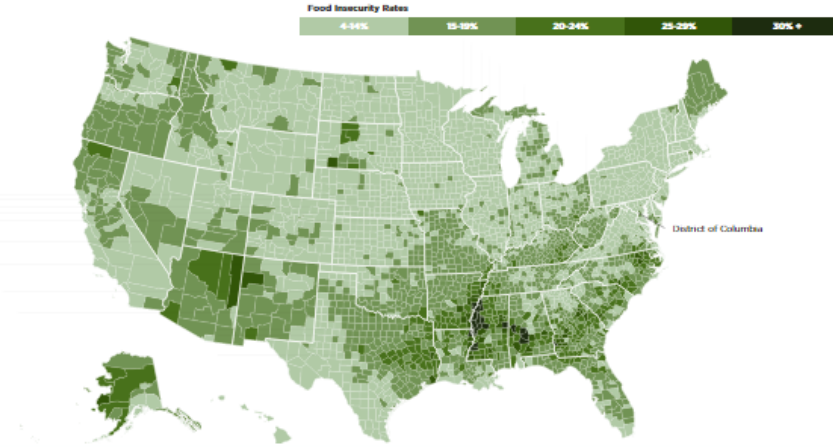 Food Insecurity Rates
4-14% 15-19% 20-24% 25-29% 30% +
District of Columbia